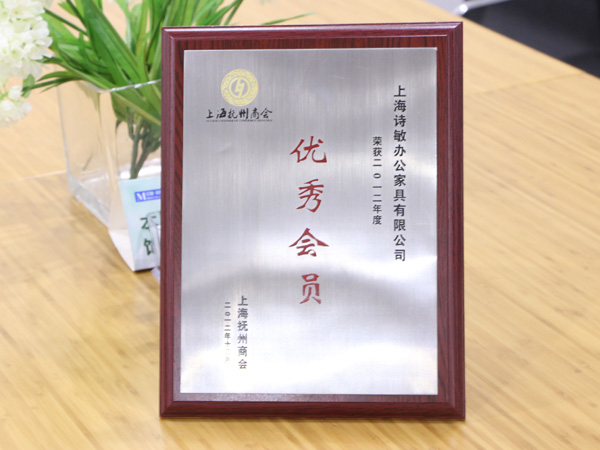 上海抚州商会
上海诗敏办公家具有限公司
荣获二〇一二年度
优秀会员
上海抚州商会
二〇一二年十
M